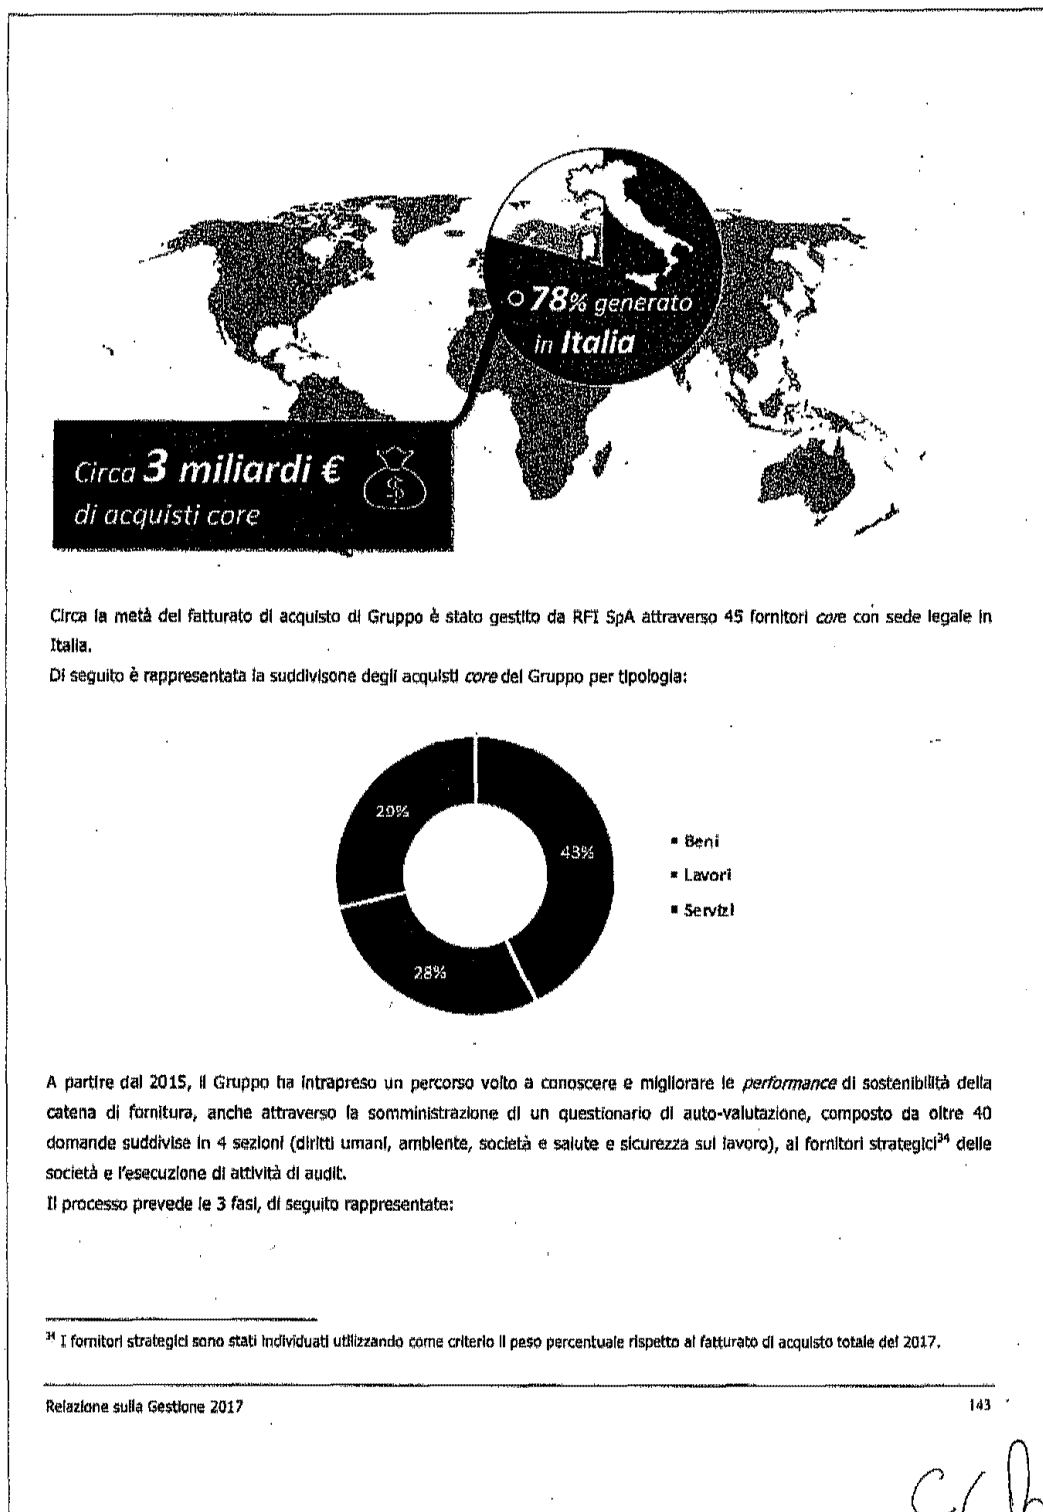 78% generato
in Italia
Circa 3 miliardi €
di acquisti core
Circa la metà del fatturato di acquisto di Gruppo è stato gestito da RFI SpA attraverso 45 fornitori core con sede legale in
Italia.
Di seguito è rappresentata la suddivisone degli acquisti core del Gruppo per tipologia:
29%
43%
28%
Beni
Lavori
Servizi
A partire dal 2015, il Gruppo ha intrapreso un percorso volto a conoscere e migliorare le performance di sostenibilità della
catena di fornitura, anche attraverso la somministrazione di un questionario di auto-valutazione, composto da oltre 40
domande suddivise in 4 sezioni (diritti umani, ambiente, società e salute e sicurezza sul lavoro), ai fornitori strategici³⁴ delle
società e l'esecuzione di attività di audit.
Il processo prevede le 3 fasi, di seguito rappresentate:
³⁴ I fornitori strategici sono stati individuati utilizzando come criterio il peso percentuale rispetto al fatturato di acquisto totale del 2017.
Relazione sulla Gestione 2017
143